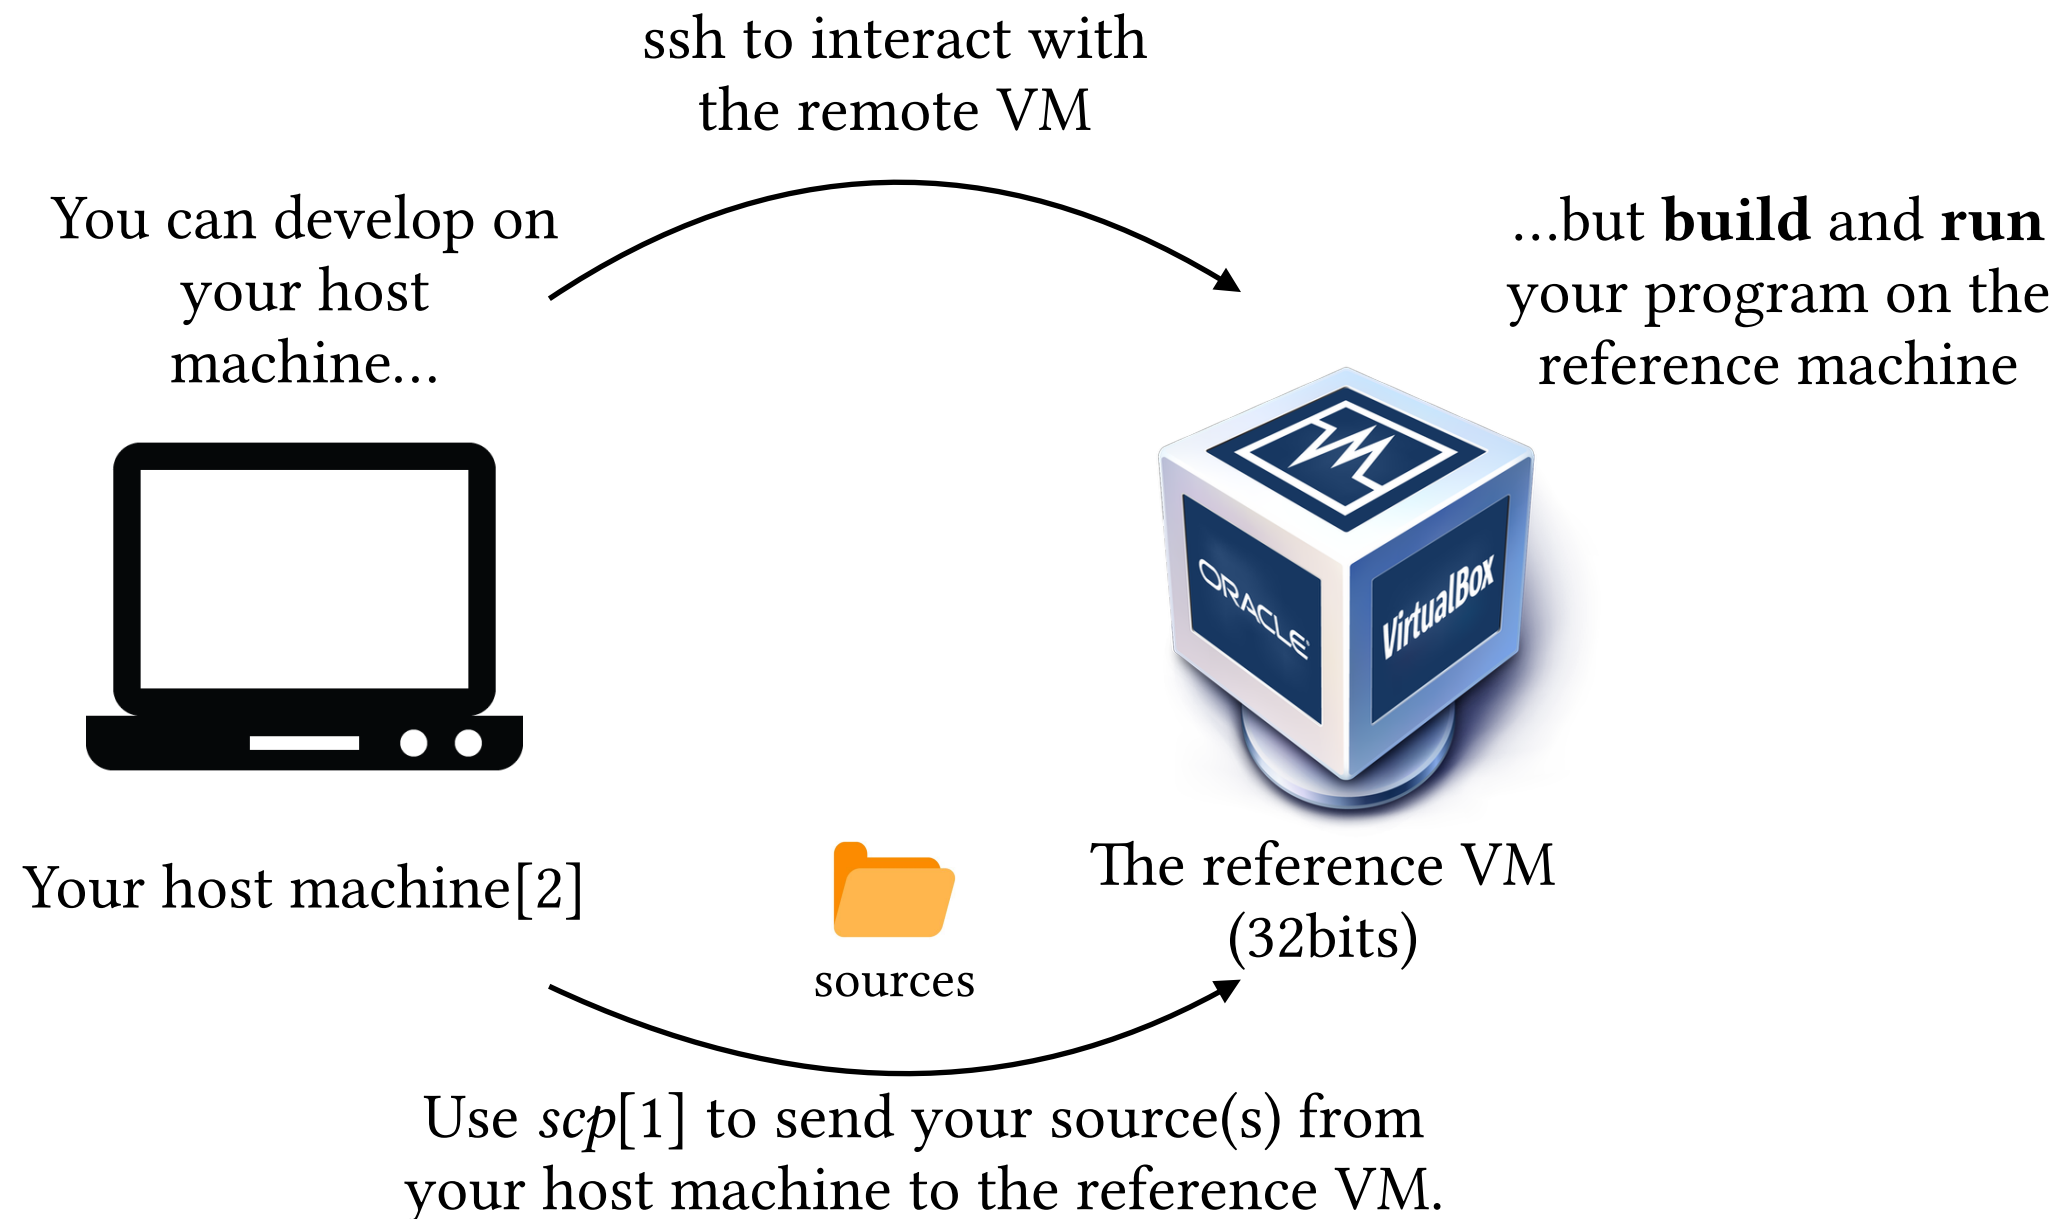 ssh to interact with
the remote VM
You can develop on
your host
machine...
...but build and run
your program on the
reference machine
ORACLE
VirtualBox
Your host machine[2]
sources
The reference VM
(32bits)
Use scp[1] to send your source(s) from
your host machine to the reference VM.